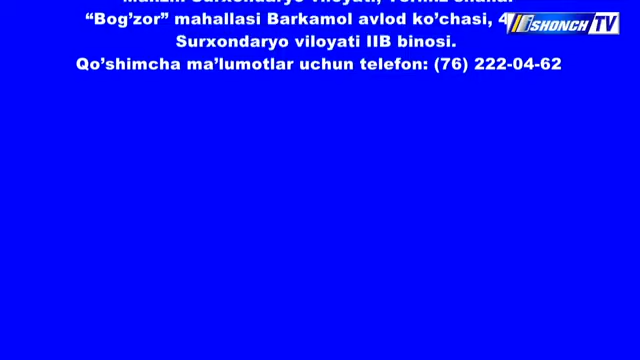 “Bog’zor” mahallasi Barkamol avlod ko’chasi, 4
Surxondaryo viloyati IIB binosi.
Qo’shimcha ma’lumotlar uchun telefon: (76) 222-04-62
ISHONCH TV